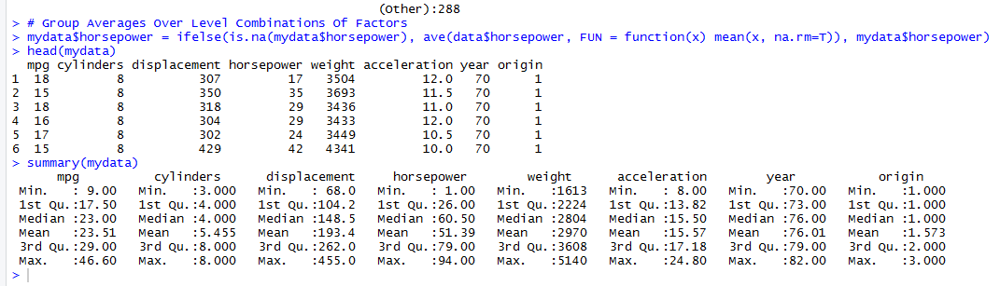 (Other):288
> # Group Averages Over Level Combinations Of Factors
> mydata$horsepower = ifelse(is.na(mydata$horsepower), ave(data$horsepower, FUN = function(x) mean(x, na.rm=T)), mydata$horsepower)
> head(mydata)
mpg cylinders displacement horsepower weight acceleration year origin
1 18 8 307 17 3504 12.0 70 1
2 15 8 350 35 3693 11.5 70 1
3 18 8 318 29 3436 11.0 70 1
4 16 8 304 29 3433 12.0 70 1
5 17 8 302 24 3449 10.5 70 1
6 15 8 429 42 4341 10.0 70 1
> summary(mydata)
mpg cylinders displacement horsepower weight acceleration year origin
Min. : 9.00 Min. :3.000 Min. : 68.0 Min. : 1.00 Min. :1613 Min. : 8.00 Min. :70.00 Min. :1.000
1st Qu.:17.50 1st Qu.:4.000 1st Qu.:104.2 1st Qu.:26.00 1st Qu.:2224 1st Qu.:13.82 1st Qu.:73.00 1st Qu.:1.000
Median :23.00 Median :4.000 Median :148.5 Median :60.50 Median :2804 Median :15.50 Median :76.00 Median :1.000
Mean :23.51 Mean :5.455 Mean :193.4 Mean :51.39 Mean :2970 Mean :15.57 Mean :76.01 Mean :1.573
3rd Qu.:29.00 3rd Qu.:8.000 3rd Qu.:262.0 3rd Qu.:79.00 3rd Qu.:3608 3rd Qu.:17.18 3rd Qu.:79.00 3rd Qu.:2.000
Max. :46.60 Max. :8.000 Max. :455.0 Max. :94.00 Max. :5140 Max. :24.80 Max. :82.00 Max. :3.000
>